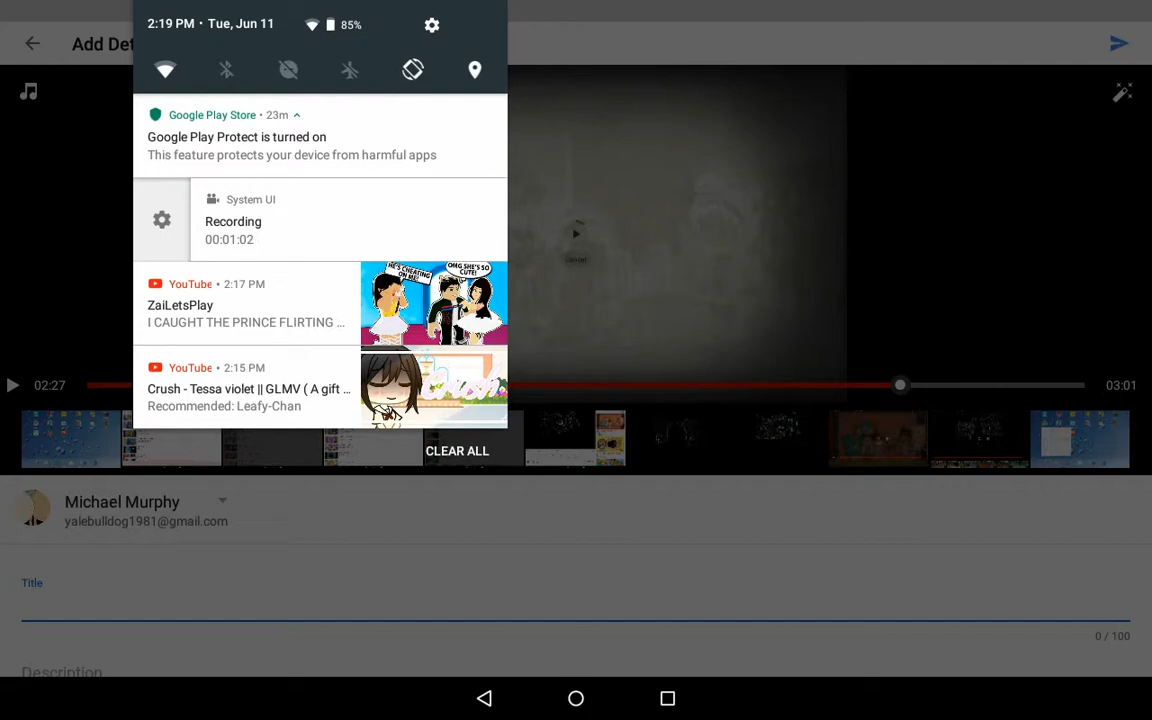 2:19 PM • Tue, Jun 11
85%
Add Det
Google Play Store • 23m
Google Play Protect is turned on
This feature protects your device from harmful apps
System UI
Recording
00:01:02
YouTube • 2:17 PM
ZaiLetsPlay
I CAUGHT THE PRINCE FLIRTING ...
HE'S CHEATING
ON ME!
OMG SHE'S SO
CUTE!
YouTube • 2:15 PM
Crush - Tessa violet || GLMV ( A gift ...
Recommended: Leafy-Chan
Crush
02:27
03:01
CLEAR ALL
Michael Murphy
yalebulldog1981@gmail.com
Title
0 / 100
Description